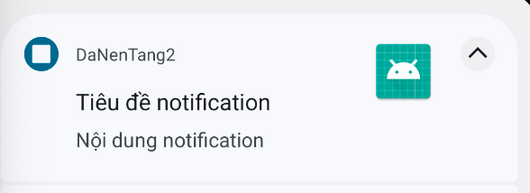 DaNenTang2
Tiêu đề notification
Nội dung notification